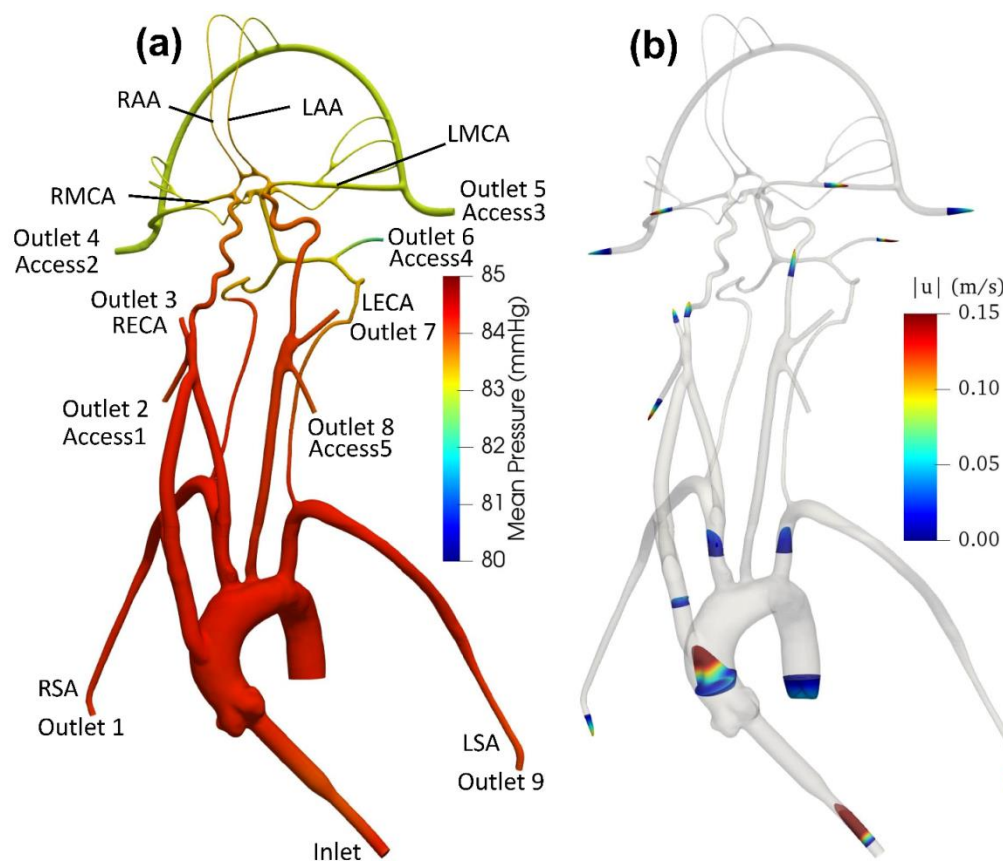 (a)
(b)
RAA
LAA
LMCA
RMCA
Outlet 5
Access3
Outlet 4
Access2
Outlet 6
Access4
85
Outlet 3
RECA
LECA
Outlet 7
84
83
82
81
80
Mean Pressure (mmHg)
Outlet 2
Access1
Outlet 8
Access5
|u| (m/s)
0.15
0.10
0.05
0.00
RSA
Outlet 1
LSA
Outlet 9
Inlet